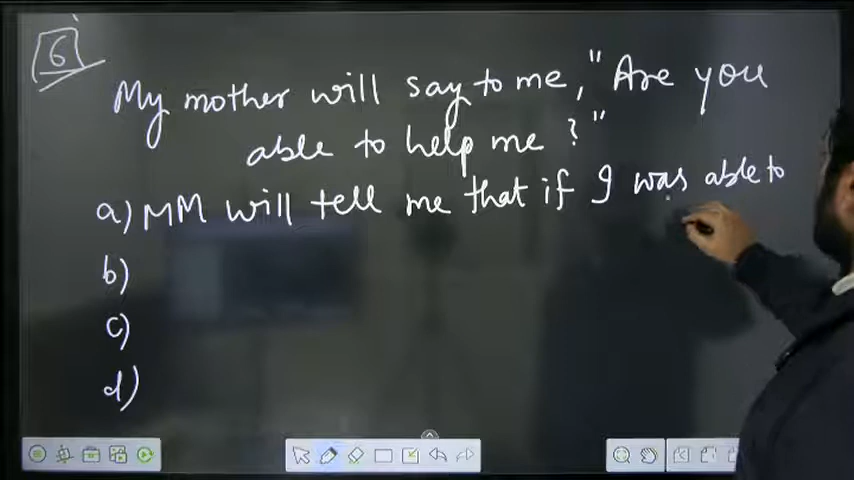 6
My mother will say to me, "Are you
able to help me ?"
a) MM will tell me that if I was able to
b)
c)
d)